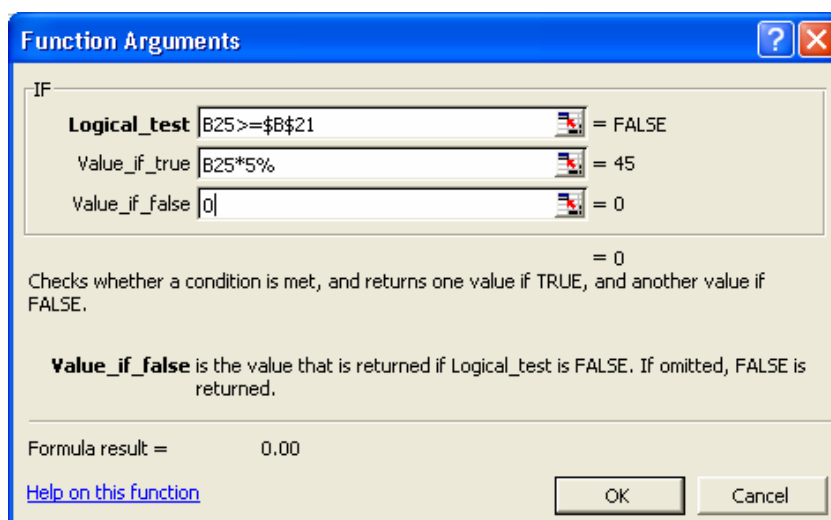 Function Arguments
?
IF
Logical_test B25>=$B$21 = FALSE
Value_if_true B25*5% = 45
Value_if_false 0 = 0
= 0
Checks whether a condition is met, and returns one value if TRUE, and another value if
FALSE.
Value_if_false is the value that is returned if Logical_test is FALSE. If omitted, FALSE is
returned.
Formula result = 0.00
Help on this function OK Cancel